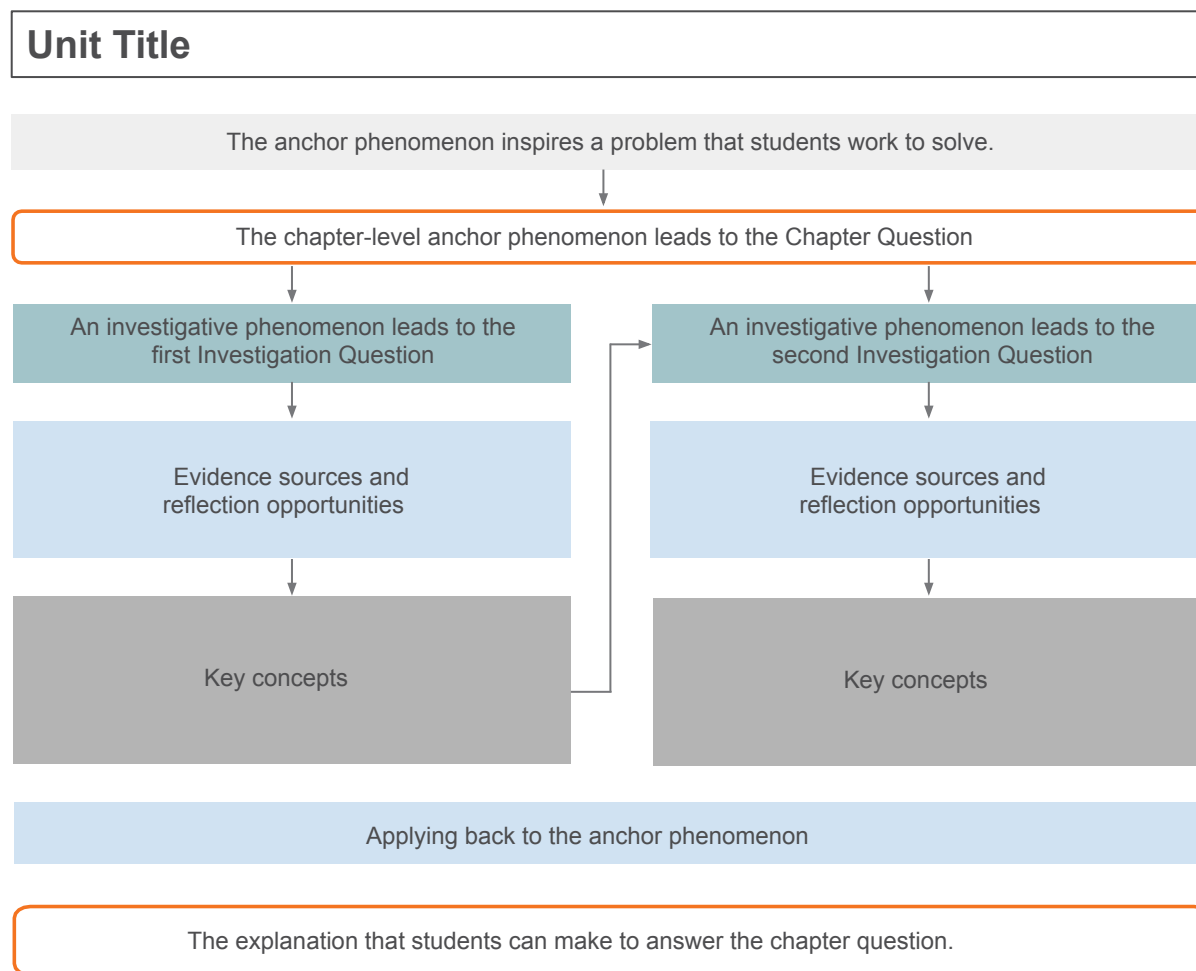 Unit Title
The anchor phenomenon inspires a problem that students work to solve.
The chapter-level anchor phenomenon leads to the Chapter Question
An investigative phenomenon leads to the
first Investigation Question
An investigative phenomenon leads to the
second Investigation Question
Evidence sources and
reflection opportunities
Evidence sources and
reflection opportunities
Key concepts
Key concepts
Applying back to the anchor phenomenon
The explanation that students can make to answer the chapter question.